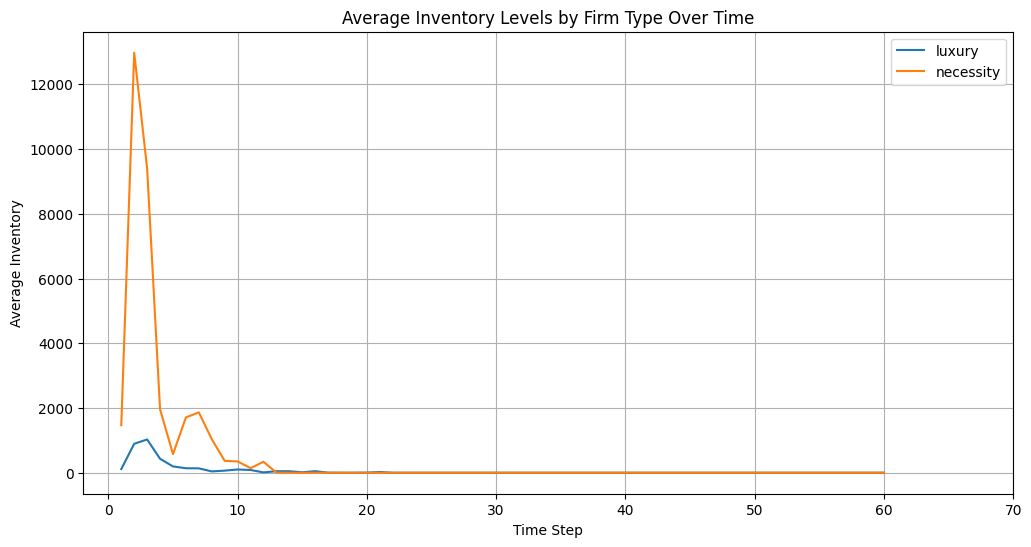 Average Inventory Levels by Firm Type Over Time
luxury
necessity
Average Inventory
12000
10000
8000
6000
4000
2000
0
0 10 20 30 40 50 60 70
Time Step